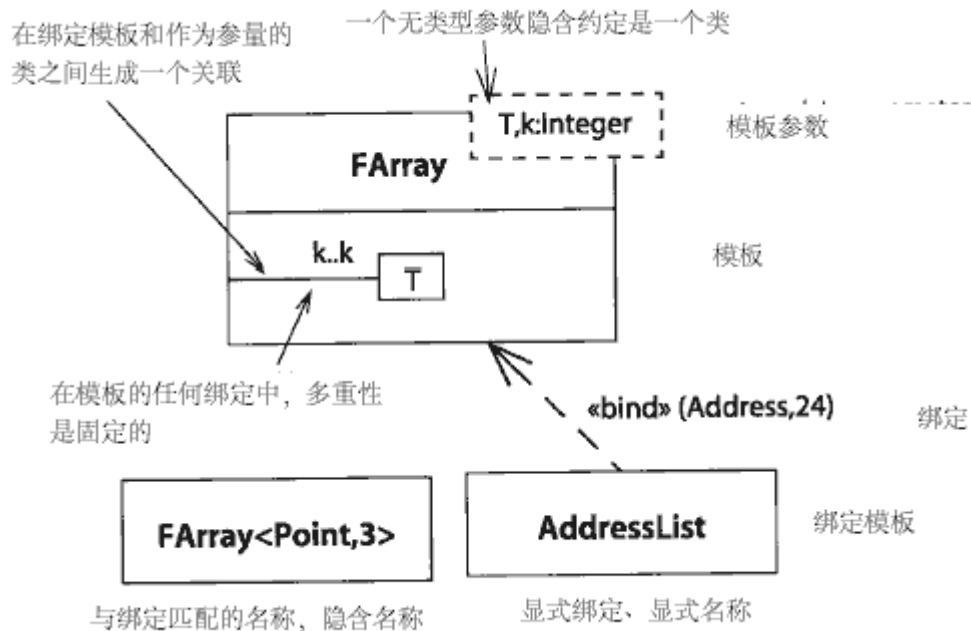 一个无类型参数隐含约定是一个类
在绑定模板和作为参量的
类之间生成一个关联
T,k:Integer
模板参数
FArray
k..k
T
模板
在模板的任何绑定中，多重性
是固定的
«bind» (Address,24)
绑定
FArray<Point,3>
AddressList
绑定模板
与绑定匹配的名称，隐含名称
显式绑定、显式名称